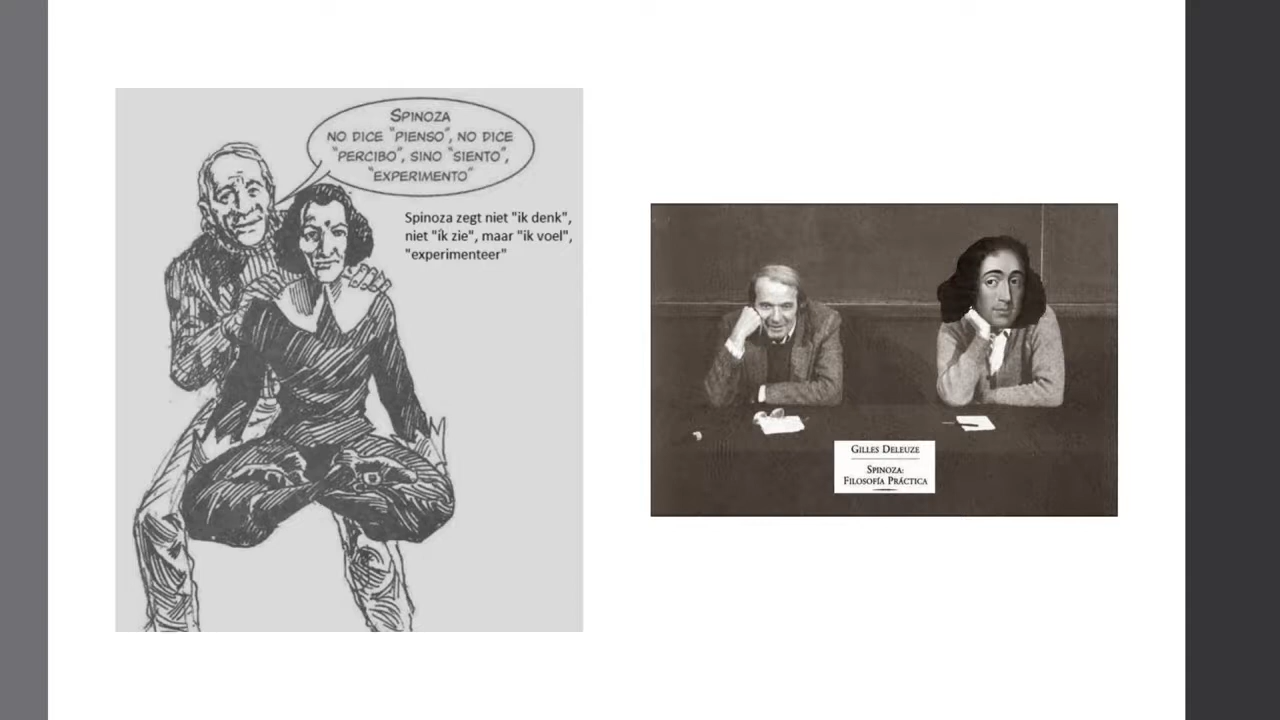 SPINOZA
NO DICE "PIENSO", NO DICE
"PERCIBO", SINO "SIENTO",
"EXPERIMENTO"
Spinoza zegt niet "ik denk",
niet "ik zie", maar "ik voel",
"experimenteer"
GILLES DELEUZE
SPINOZA:
FILOSOFÍA PRÁCTICA